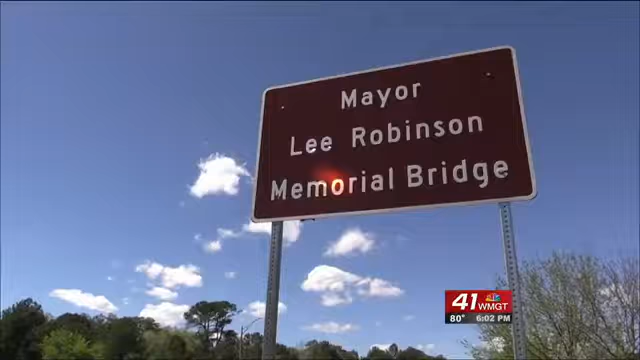 Mayor
Lee Robinson
Memorial Bridge
41 WMGT
80° 6:02 PM